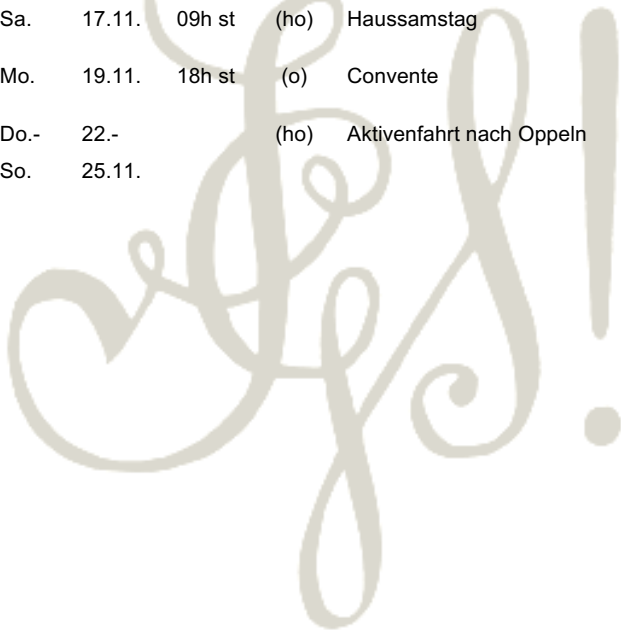 Sa. 17.11. 09h st (ho) Haussamstag
Mo. 19.11. 18h st (o) Convente
Do.- 22.- (ho) Aktivenfahrt nach Oppeln
So. 25.11.